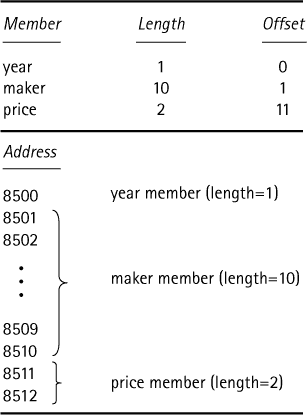 Member Length Offset
year 1 0
maker 10 1
price 2 11
Address
8500 year member (length=1)
8501
8502
maker member (length=10)
8509
8510
8511
price member (length=2)
8512